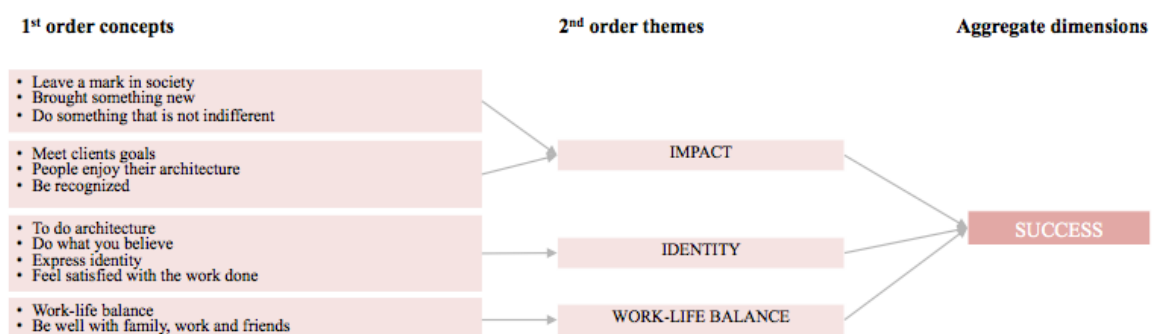 1st order concepts
2nd order themes
Aggregate dimensions
• Leave a mark in society
• Brought something new
• Do something that is not indifferent
• Meet clients goals
• People enjoy their architecture
• Be recognized
IMPACT
• To do architecture
• Do what you believe
• Express identity
• Feel satisfied with the work done
IDENTITY
SUCCESS
• Work-life balance
• Be well with family, work and friends
WORK-LIFE BALANCE